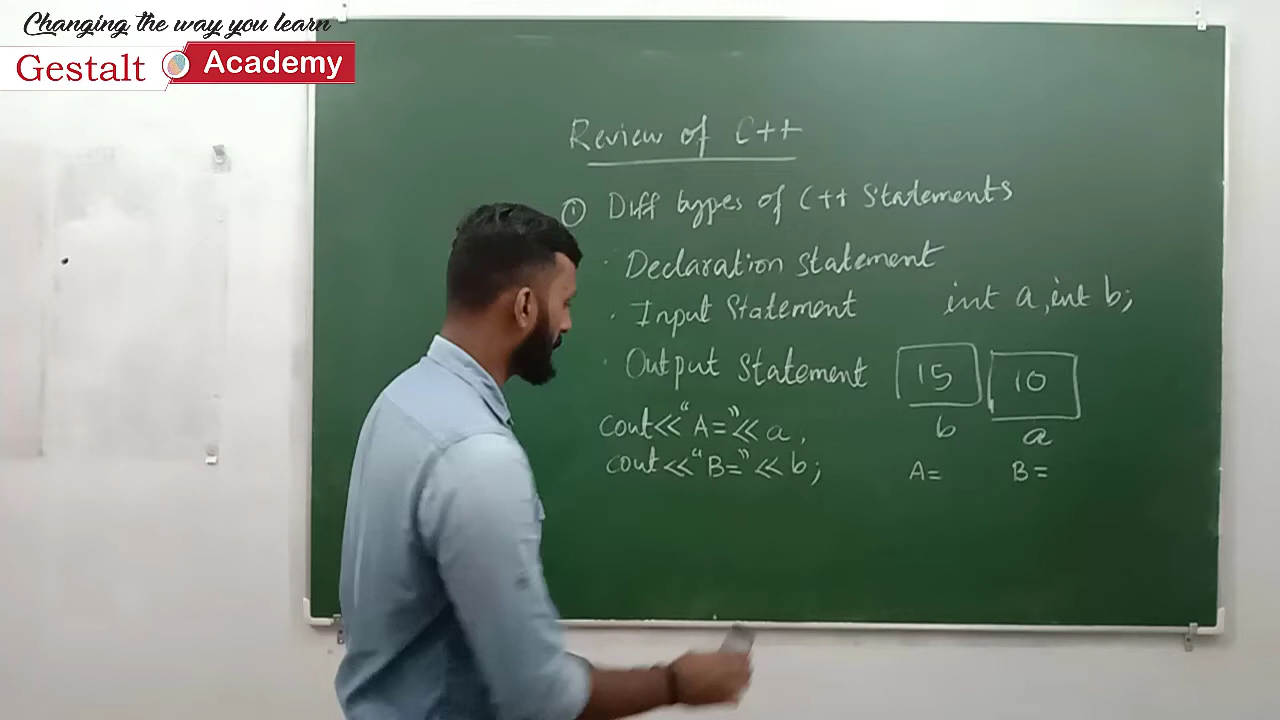 Changing the way you learn
Gestalt Academy
Review of C++
① Diff types of C++ Statements
· Declaration statement
· Input Statement
int a, int b;
· Output Statement
15 10
b a
cout<<"A="<<a,
cout<<"B="<<b;
A= B=